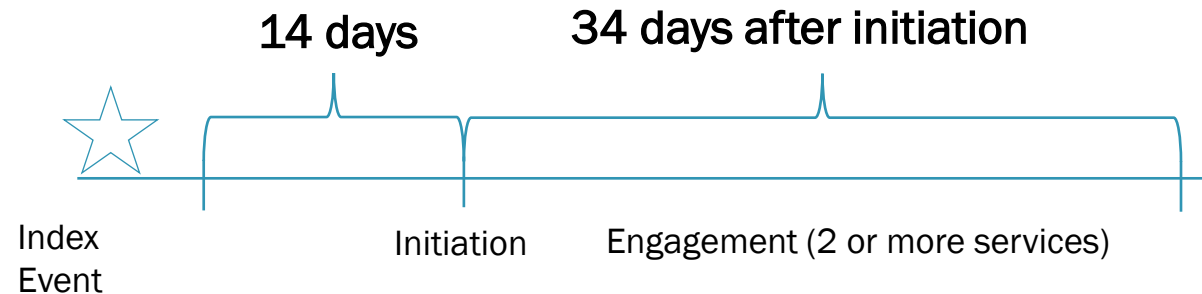 14 days
34 days after initiation
Index
Event
Initiation
Engagement (2 or more services)